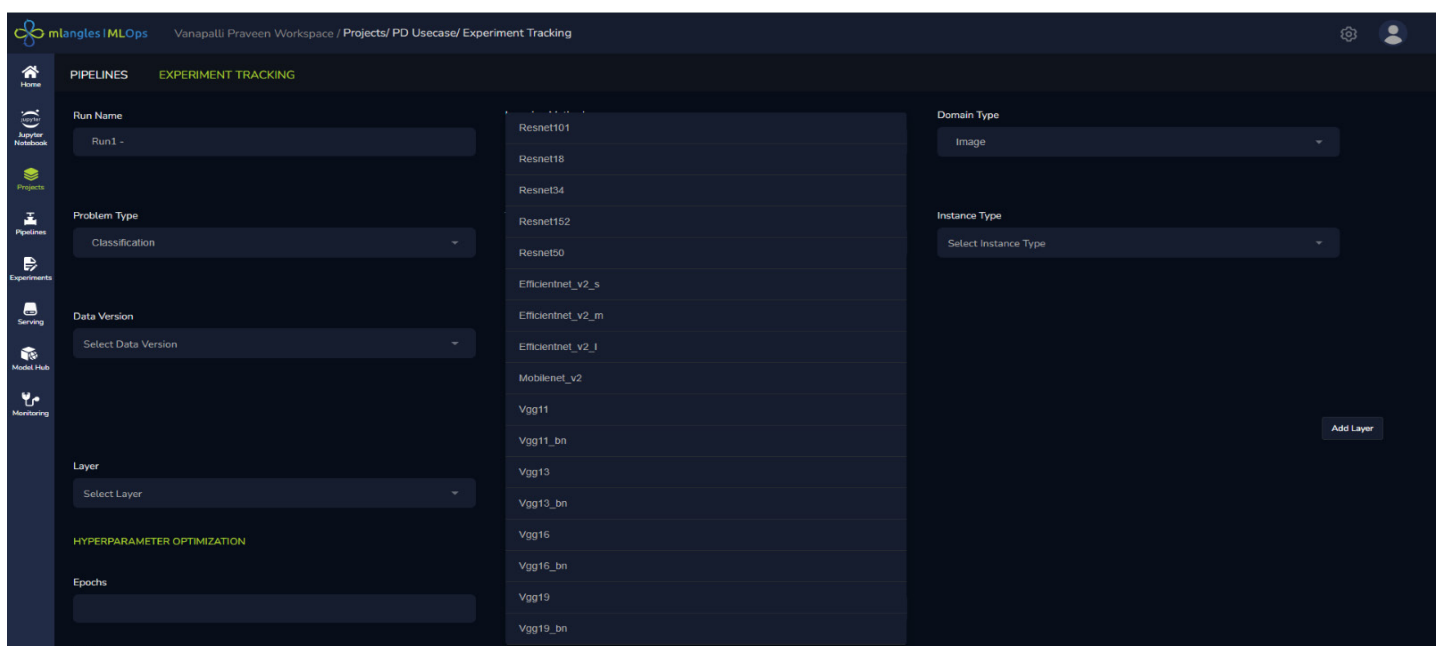 mlangles | MLOps
Vanapalli Praveen Workspace / Projects/ PD Usecase/ Experiment Tracking
Home
Jupyter
Jupyter Notebook
Projects
Pipelines
Experiments
Serving
Model Hub
Monitoring
PIPELINES
EXPERIMENT TRACKING
Run Name
Run1 -
Problem Type
Classification
Data Version
Select Data Version
Layer
Select Layer
HYPERPARAMETER OPTIMIZATION
Epochs
Resnet101
Resnet18
Resnet34
Resnet152
Resnet50
Efficientnet_v2_s
Efficientnet_v2_m
Efficientnet_v2_l
Mobilenet_v2
Vgg11
Vgg11_bn
Vgg13
Vgg13_bn
Vgg16
Vgg16_bn
Vgg19
Vgg19_bn
Domain Type
Image
Instance Type
Select Instance Type
Add Layer